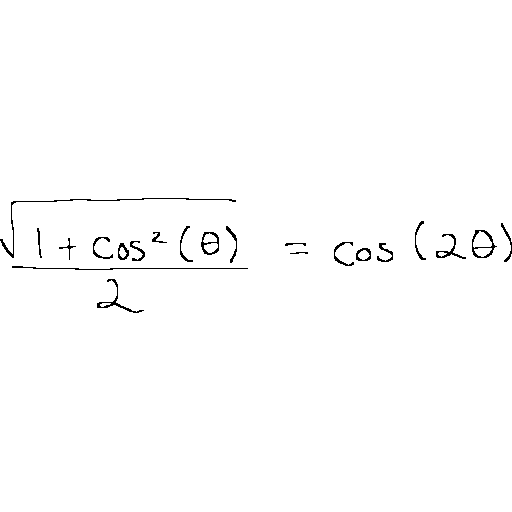 √(1 + cos²(θ)) / 2 = cos(2θ)